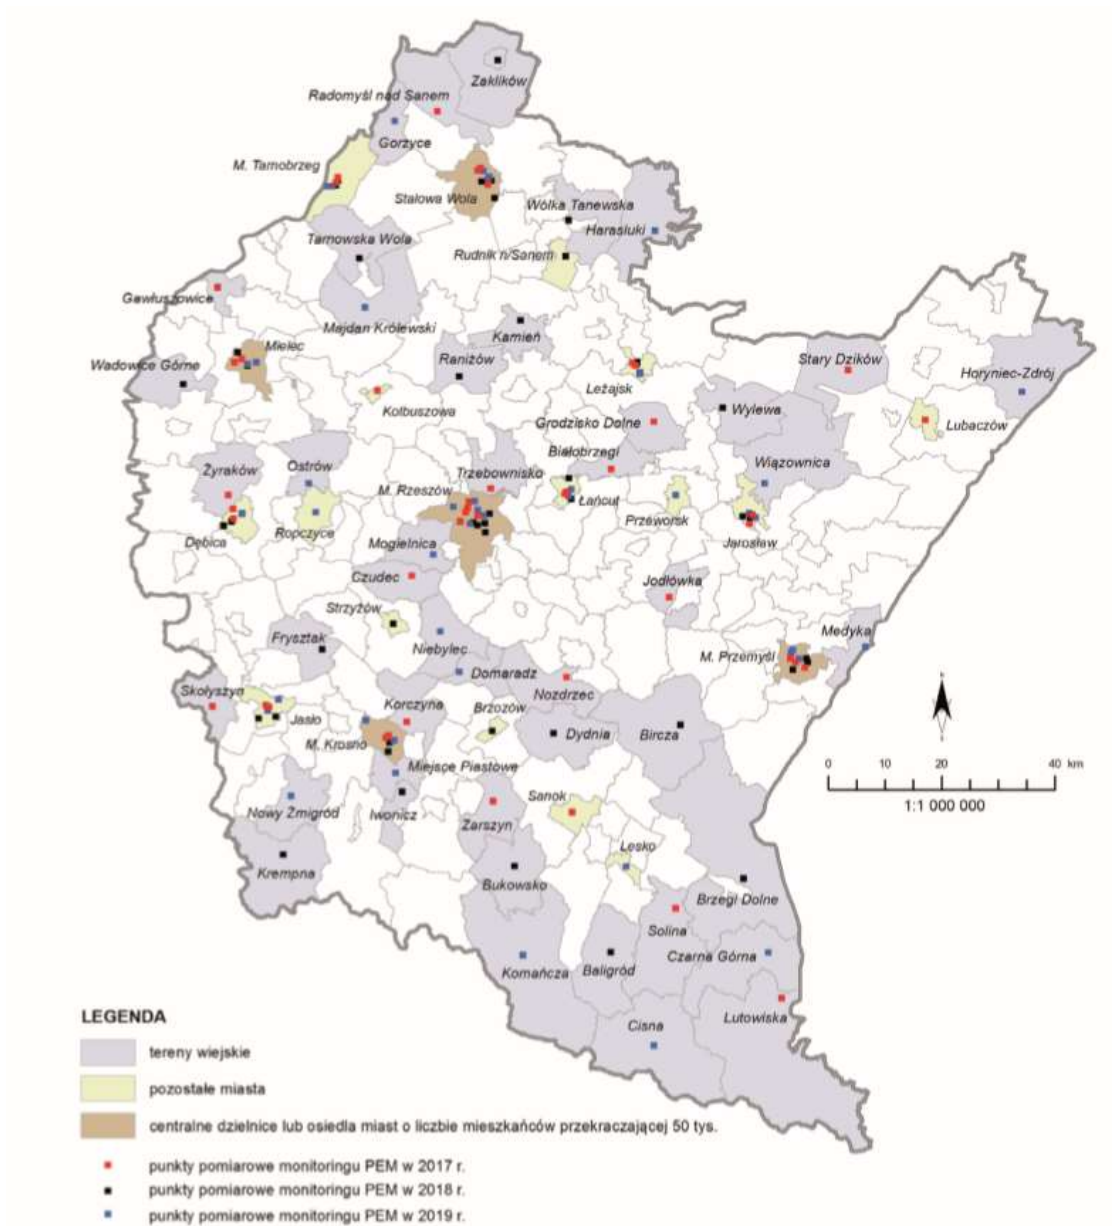 Zaklików
Radomyśl nad Sanem
Gorzyce
M. Tarnobrzeg
Stalowa Wola
Wólka Tanewska
Harasiuki
Tarnowska Wola
Rudnik n/Sanem
Gawłuszowice
Majdan Królewski
Kamień
Mielec
Wadowice Górne
Raniżów
Stary Dzików
Horyniec-Zdrój
Leżajsk
Kolbuszowa
Grodzisko Dolne
Wylewa
Lubaczów
Białobrzegi
Żyraków
Ostrów
Trzebownisko
Wiązownica
M. Rzeszów
Łańcut
Przeworsk
Dębica
Ropczyce
Mogielnica
Jarosław
Czudec
Jodłówka
Strzyżów
Frysztak
Niebylec
Medyka
M. Przemyśl
Domaradz
Skołyszyn
Nozdrzec
Korczyna
Brzozów
Jasło
Dydnia
Bircza
M. Krosno
Miejsce Piastowe
0 10 20 40 km
1:1 000 000
Sanok
Nowy Żmigród
Iwonicz
Zarszyn
Lesko
Krempna
Bukowsko
Brzegi Dolne
Solina
Czarna Górna
Komańcza
Baligród
Lutowiska
Cisna
LEGENDA
tereny wiejskie
pozostałe miasta
centralne dzielnice lub osiedla miast o liczbie mieszkańców przekraczającej 50 tys.
punkty pomiarowe monitoringu PEM w 2017 r.
punkty pomiarowe monitoringu PEM w 2018 r.
punkty pomiarowe monitoringu PEM w 2019 r.